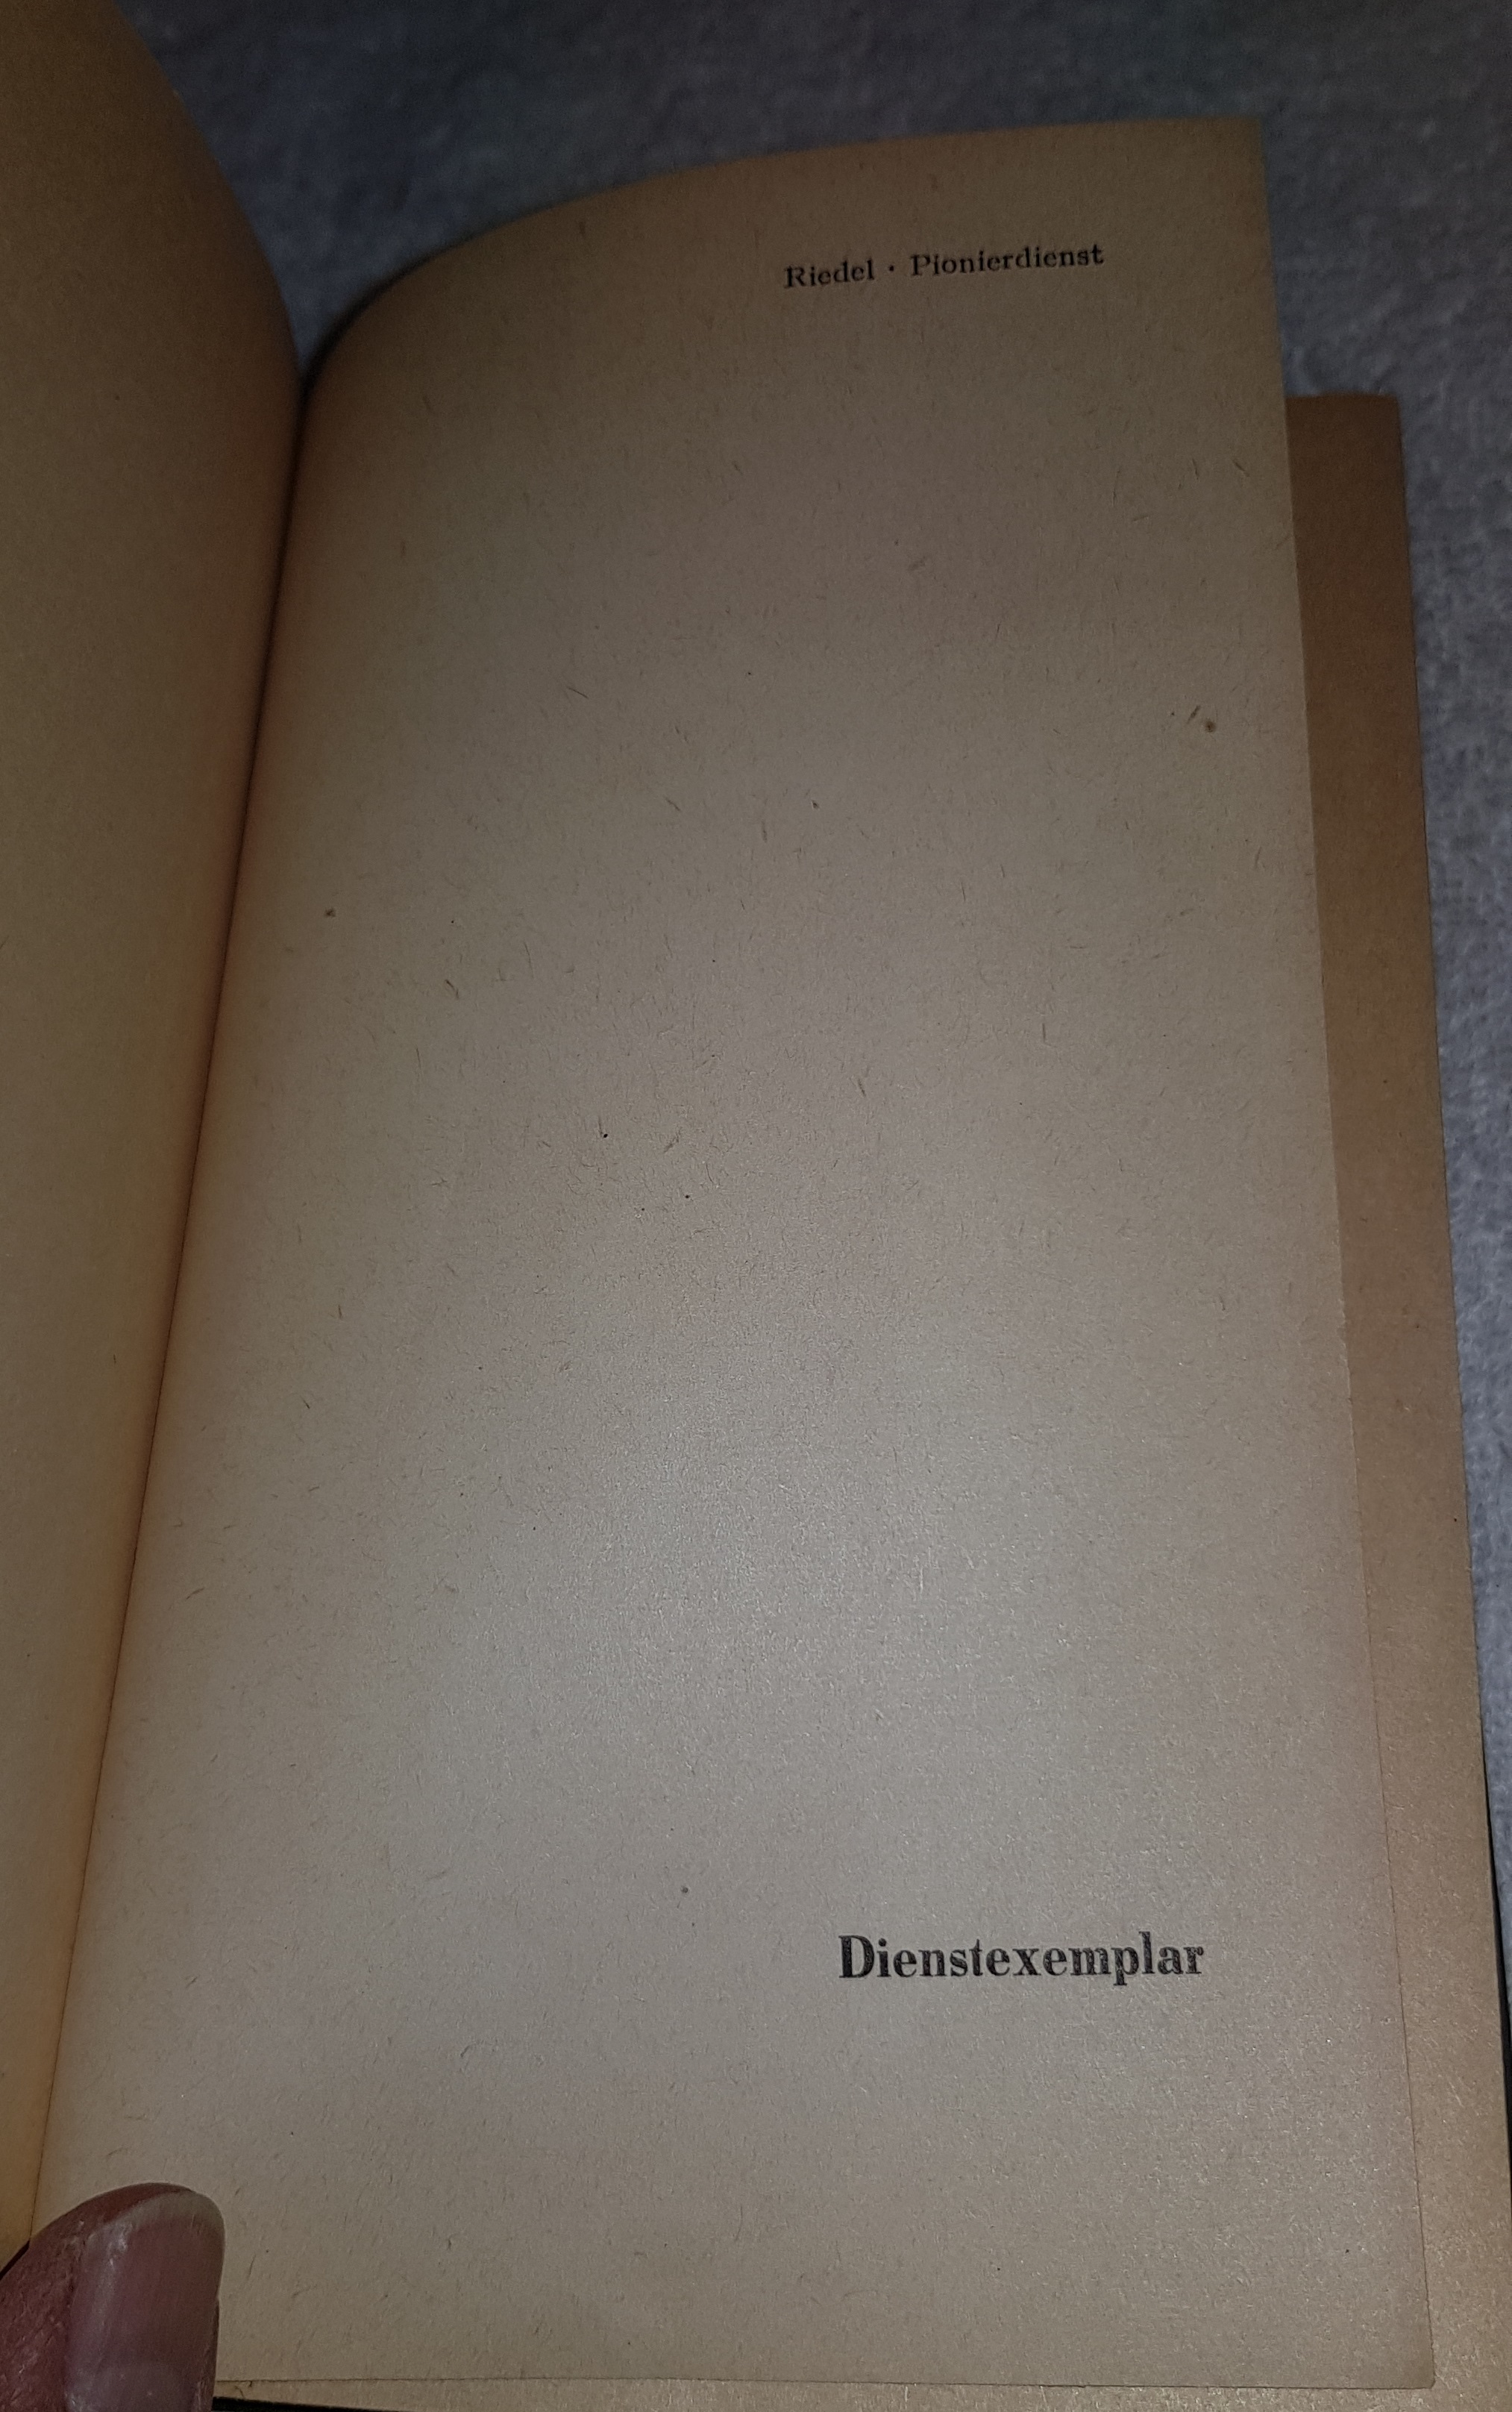 Riedel · Pionierdienst
Dienstexemplar